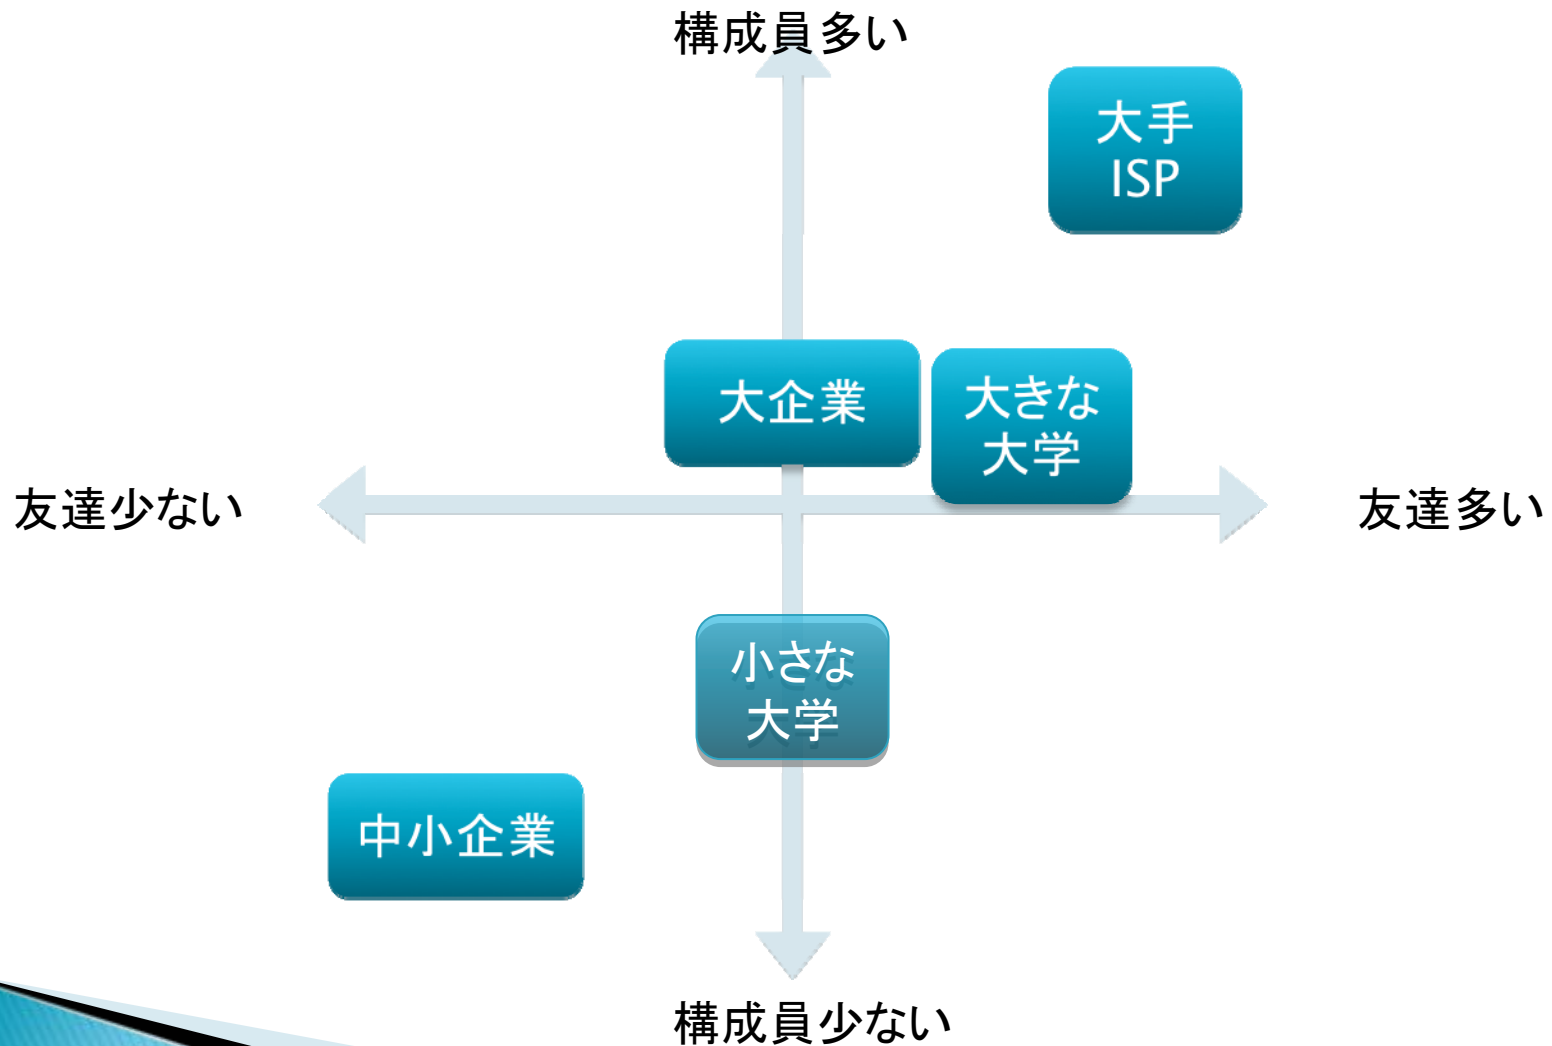 構成員多い
大手
ISP
大企業
大きな
大学
友達少ない
友達多い
小さな
大学
中小企業
構成員少ない